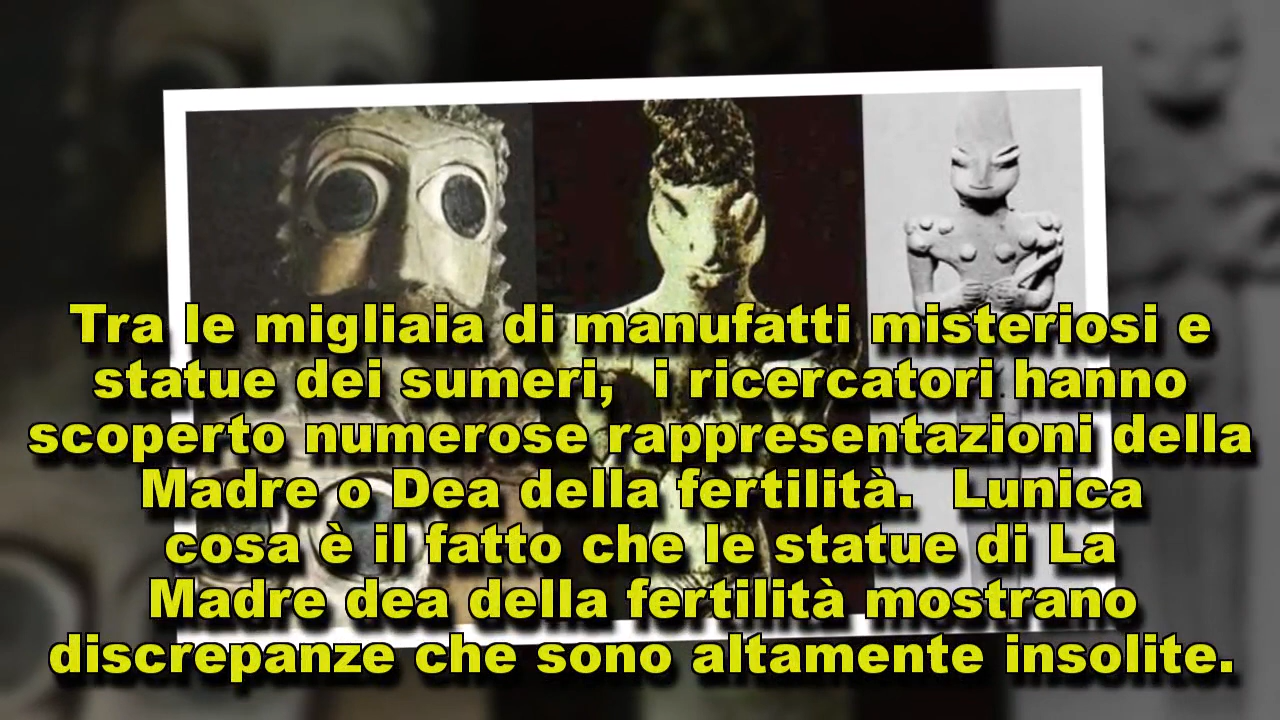 Tra le migliaia di manufatti misteriosi e
statue dei sumeri,  i ricercatori hanno
scoperto numerose rappresentazioni della
Madre o Dea della fertilità.  Lunica
cosa è il fatto che le statue di La
Madre dea della fertilità mostrano
discrepanze che sono altamente insolite.